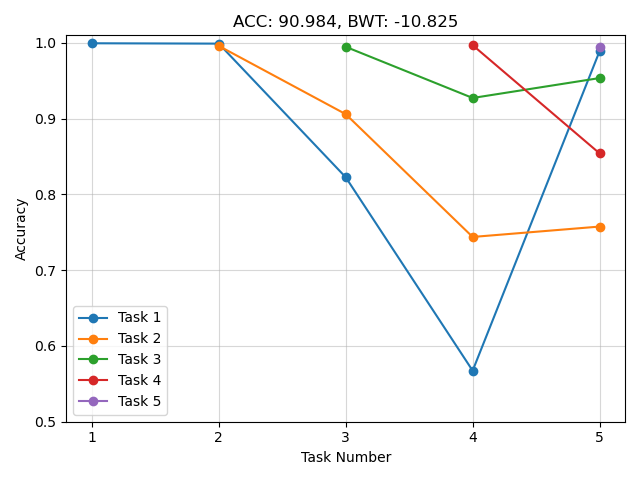 ACC: 90.984, BWT: -10.825
1.0
0.9
0.8
0.7
0.6
0.5
Accuracy
Task 1
Task 2
Task 3
Task 4
Task 5
1 2 3 4 5
Task Number